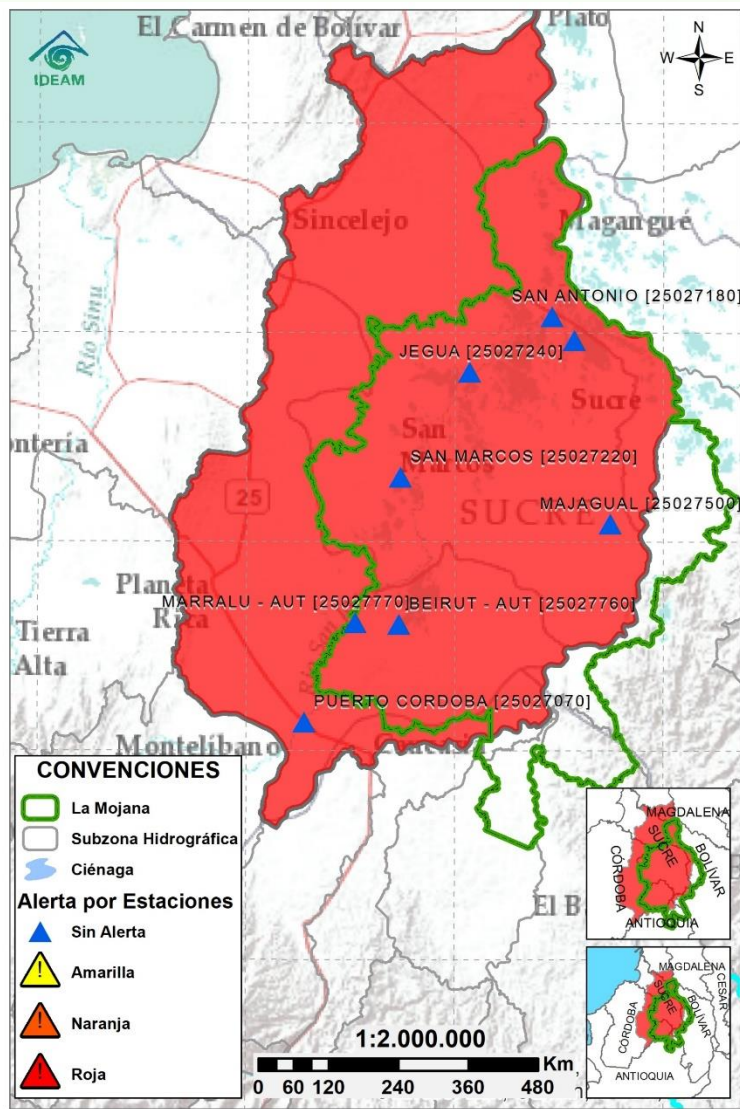 El Carmen de Bolívar
Plato
N
W E
S
IDEAM
Sincelejo
Magangué
SAN ANTONIO [25027180]
Río Sinu
JEGUA [25027240]
Sucre
San
Marcos
SAN MARCOS [25027220]
25
SUCRE
MAJAGUAL [25027500]
Planeta
Rica
MARRALU - AUT [25027770]
BEIRUT - AUT [25027760]
Tierra
Alta
PUERTO CORDOBA [25027070]
Montelíbano
CONVENCIONES
La Mojana
Subzona Hidrográfica
Ciénaga
Alerta por Estaciones
Sin Alerta
! Amarilla
! Naranja
! Roja
El B
1:2.000.000
Km
0 60 120 240 360 480
MAGDALENA
SUCRE
BOLÍVAR
CÓRDOBA
ANTIOQUIA
MAGDALENA
CESAR
SUCRE
BOLÍVAR
CÓRDOBA
ANTIOQUIA